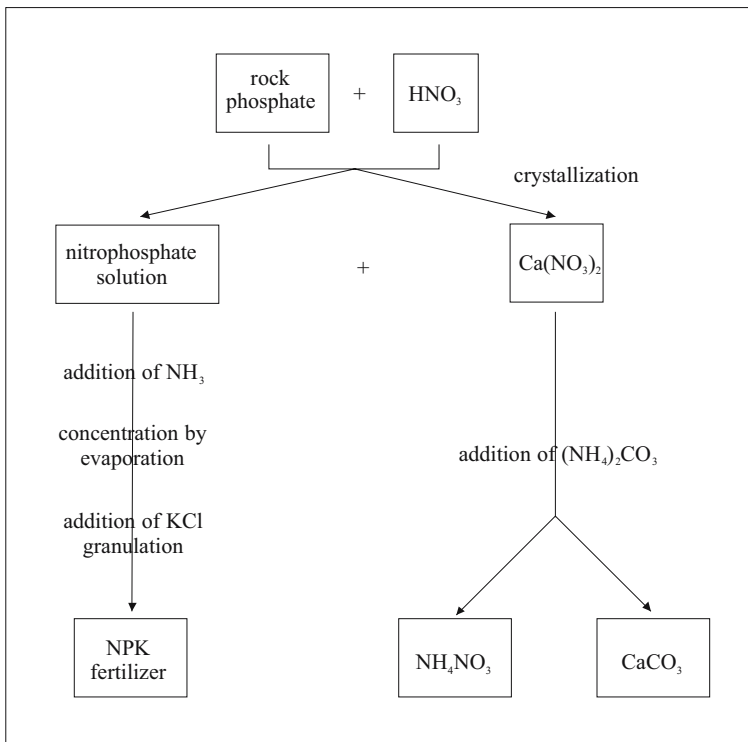 rock
phosphate
+
HNO₃
crystallization
nitrophosphate
solution
+
Ca(NO₃)₂
addition of NH₃
concentration by
evaporation
addition of (NH₄)₂CO₃
addition of KCl
granulation
NPK
fertilizer
NH₄NO₃
CaCO₃